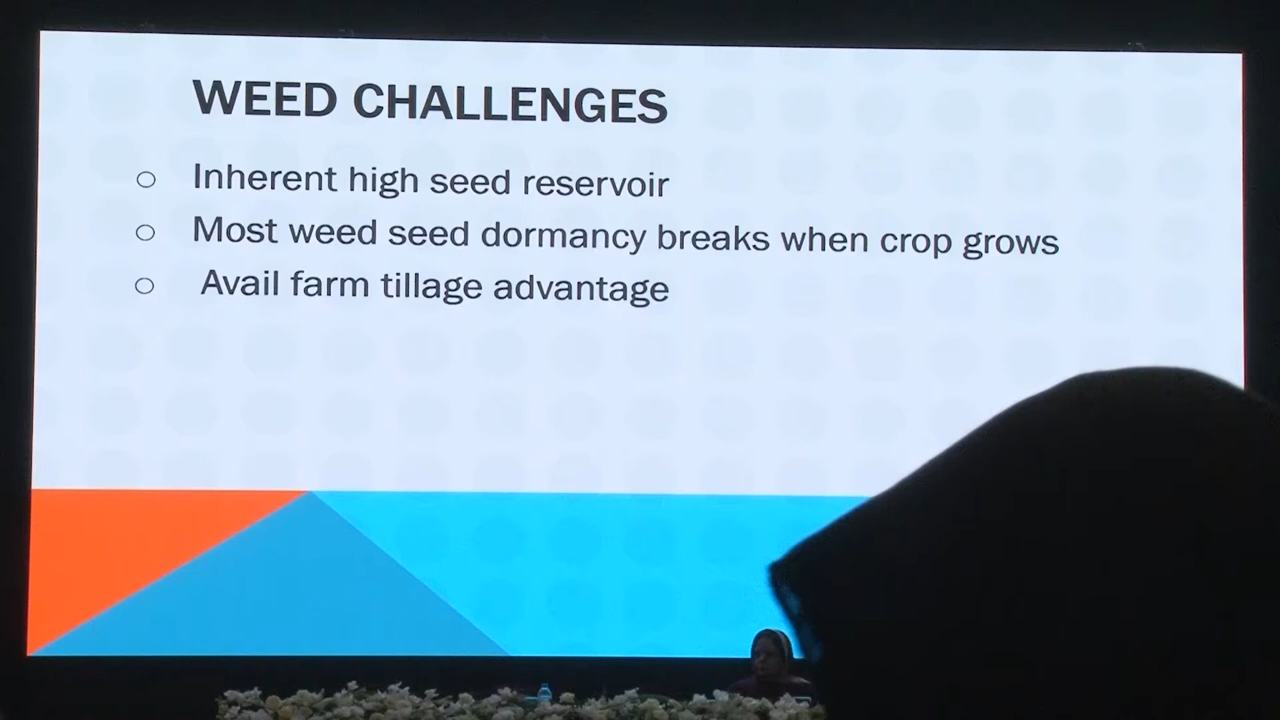 WEED CHALLENGES
○ Inherent high seed reservoir
○ Most weed seed dormancy breaks when crop grows
○ Avail farm tillage advantage